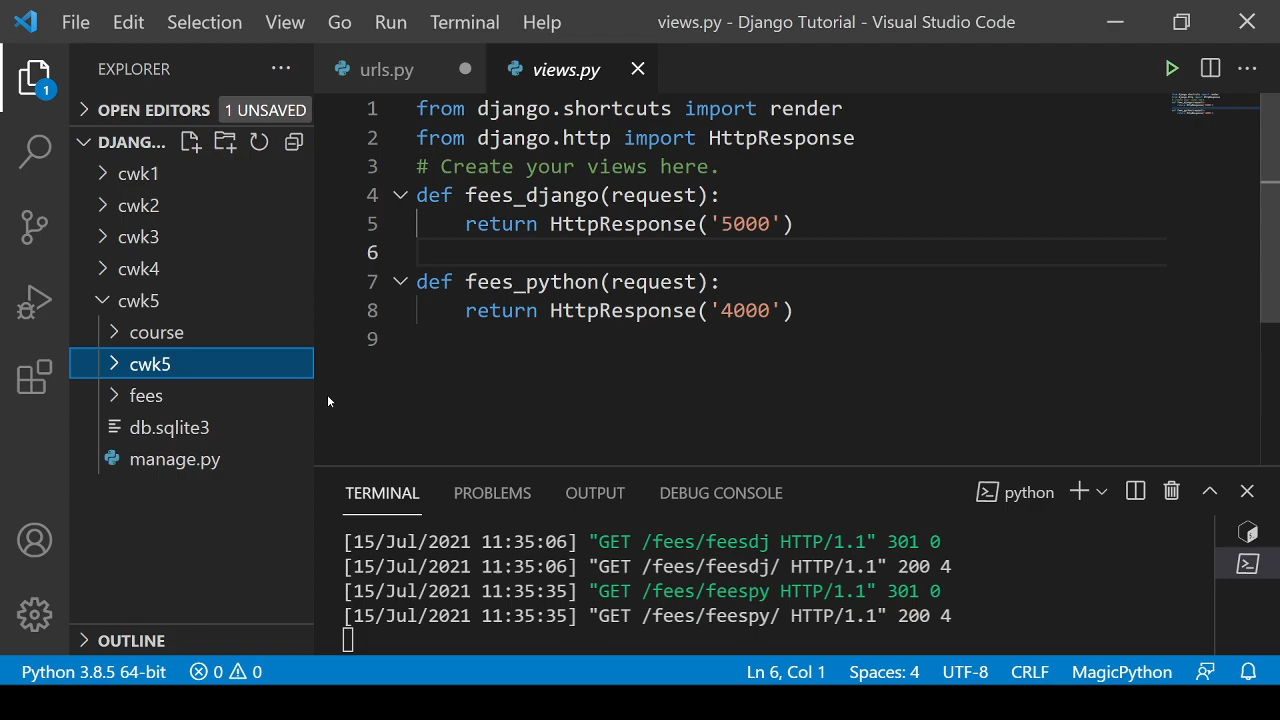 File Edit Selection View Go Run Terminal Help views.py - Django Tutorial - Visual Studio Code
EXPLORER
1
OPEN EDITORS 1 UNSAVED
DJANG...
cwk1
cwk2
cwk3
cwk4
cwk5
course
cwk5
fees
db.sqlite3
manage.py
OUTLINE
urls.py views.py
1 from django.shortcuts import render
2 from django.http import HttpResponse
3 # Create your views here.
4 def fees_django(request):
5 return HttpResponse('5000')
6
7 def fees_python(request):
8 return HttpResponse('4000')
9
TERMINAL PROBLEMS OUTPUT DEBUG CONSOLE python
[15/Jul/2021 11:35:06] "GET /fees/feesdj HTTP/1.1" 301 0
[15/Jul/2021 11:35:06] "GET /fees/feesdj/ HTTP/1.1" 200 4
[15/Jul/2021 11:35:35] "GET /fees/feespy HTTP/1.1" 301 0
[15/Jul/2021 11:35:35] "GET /fees/feespy/ HTTP/1.1" 200 4
Python 3.8.5 64-bit 0 0 Ln 6, Col 1 Spaces: 4 UTF-8 CRLF MagicPython